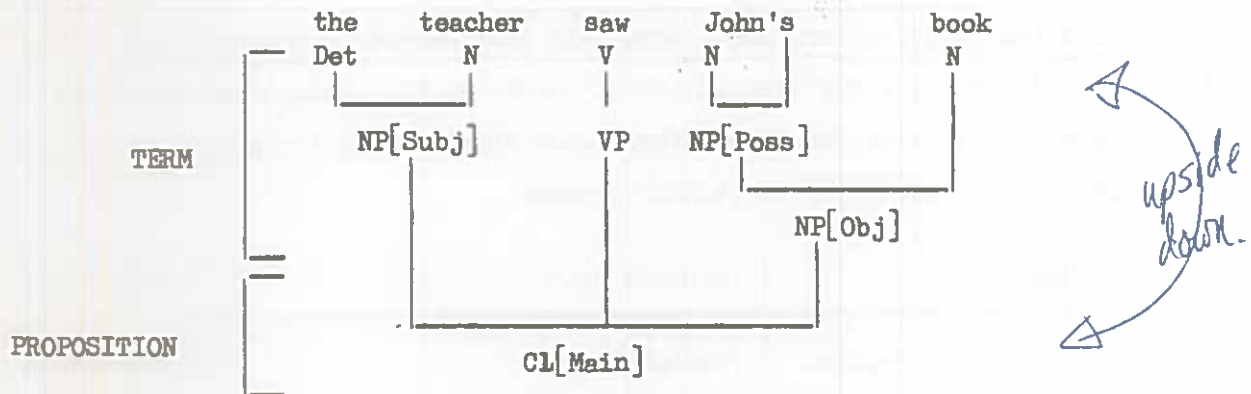 the teacher saw John's book
Det N V N N
NP[Subj] VP NP[Poss]
TERM
upside
down.
NP[Obj]
PROPOSITION
Cl[Main]